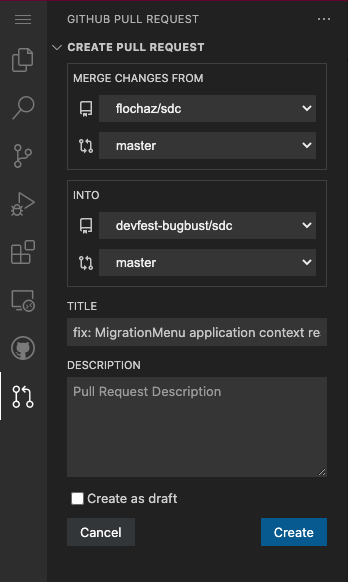 GITHUB PULL REQUEST
CREATE PULL REQUEST
MERGE CHANGES FROM
flochaz/sdc
master
INTO
devfest-bugbust/sdc
master
TITLE
fix: MigrationMenu application context re
DESCRIPTION
Pull Request Description
Create as draft
Cancel
Create